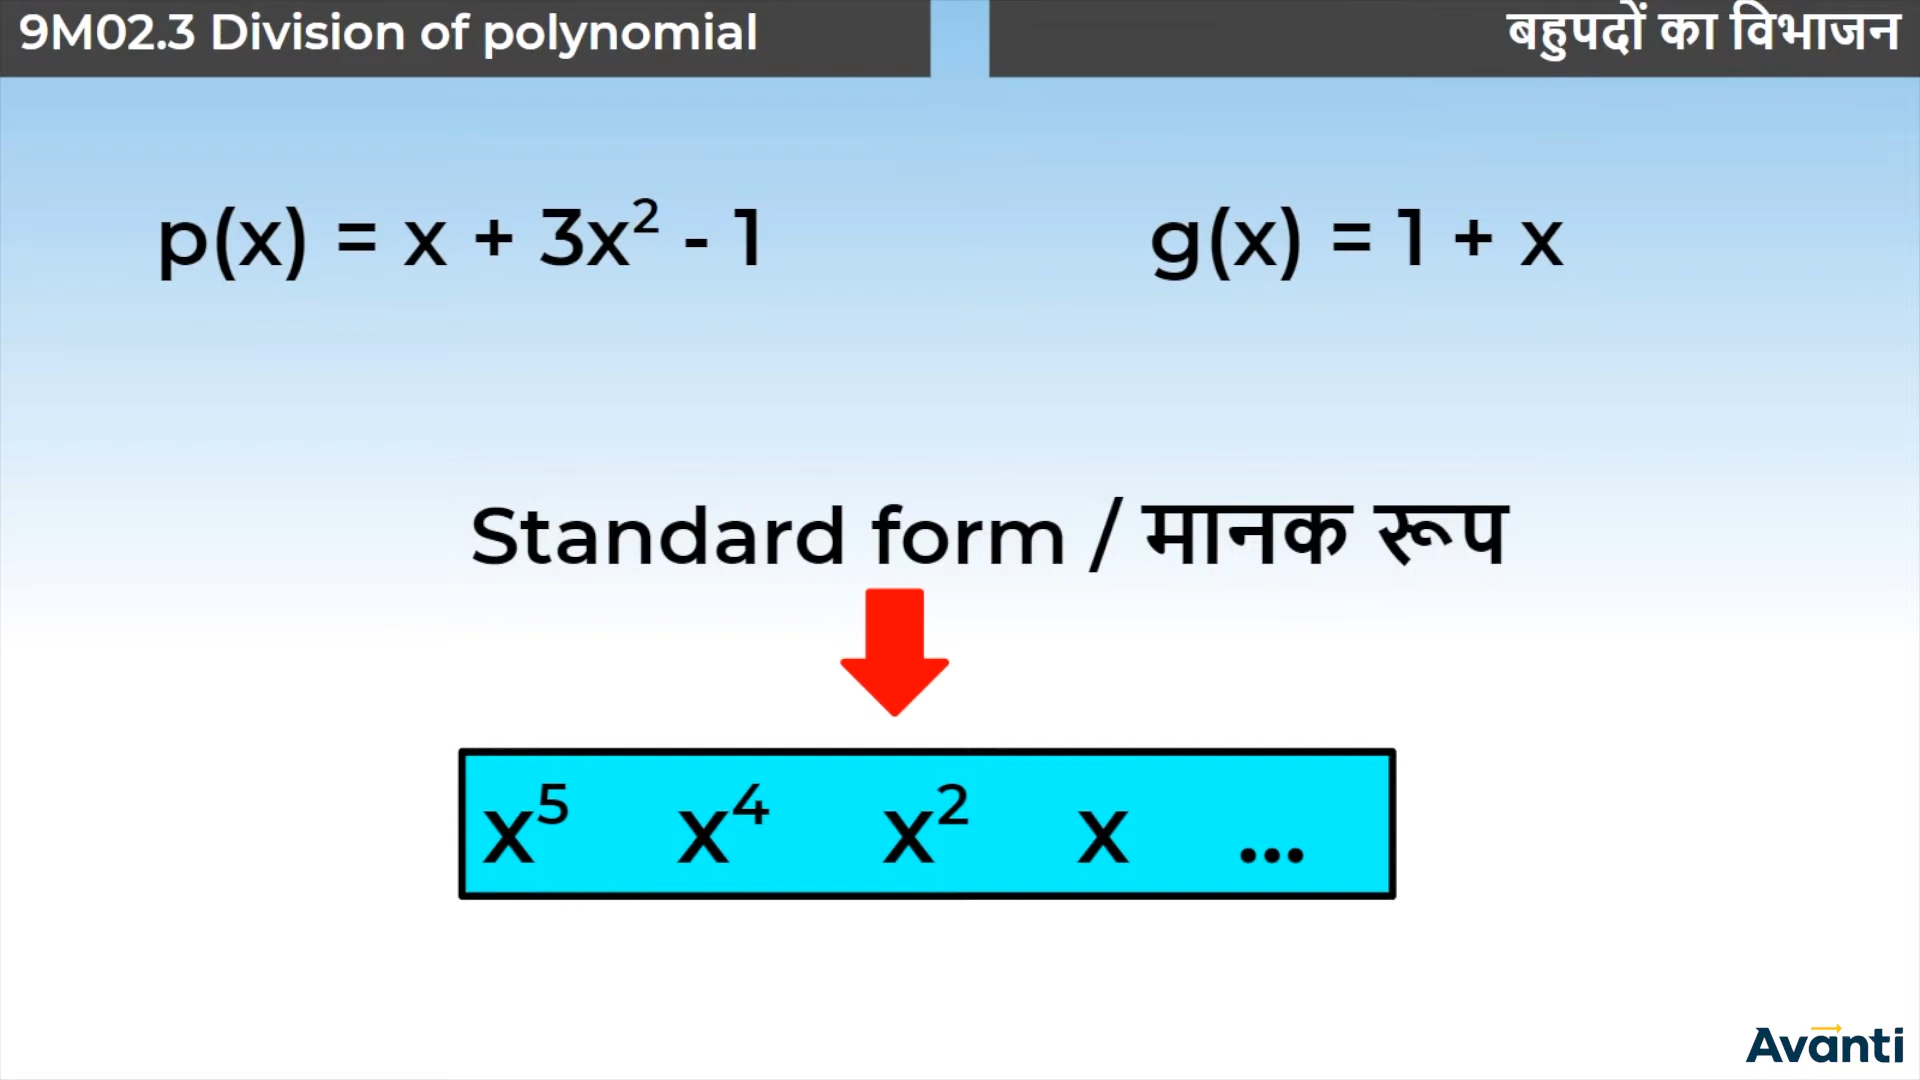 9M02.3 Division of polynomial
बहुपदों का विभाजन
p(x) = x + 3x² - 1
g(x) = 1 + x
Standard form / मानक रूप
x⁵ x⁴ x² x ...
Avanti